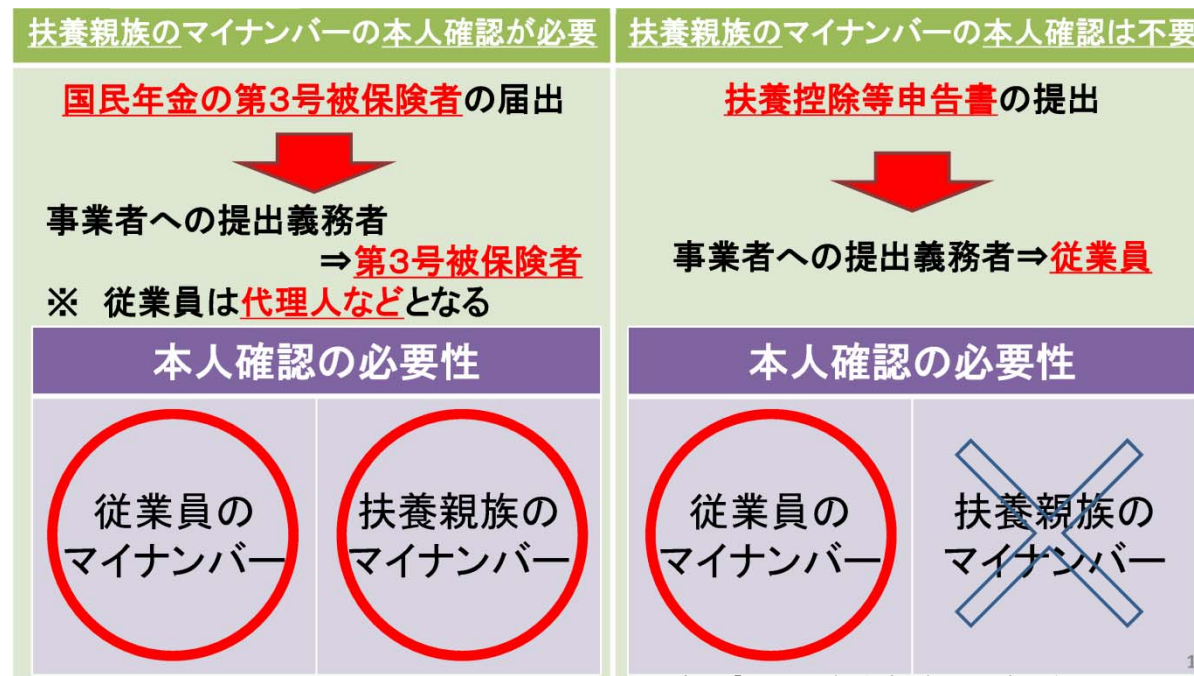 扶養親族のマイナンバーの本人確認が必要
国民年金の第3号被保険者の届出
事業者への提出義務者
⇒第3号被保険者
※ 従業員は代理人などとなる
本人確認の必要性
従業員の
マイナンバー
扶養親族の
マイナンバー
扶養親族のマイナンバーの本人確認は不要
扶養控除等申告書の提出
事業者への提出義務者⇒従業員
本人確認の必要性
従業員の
マイナンバー
扶養親族の
マイナンバー
1